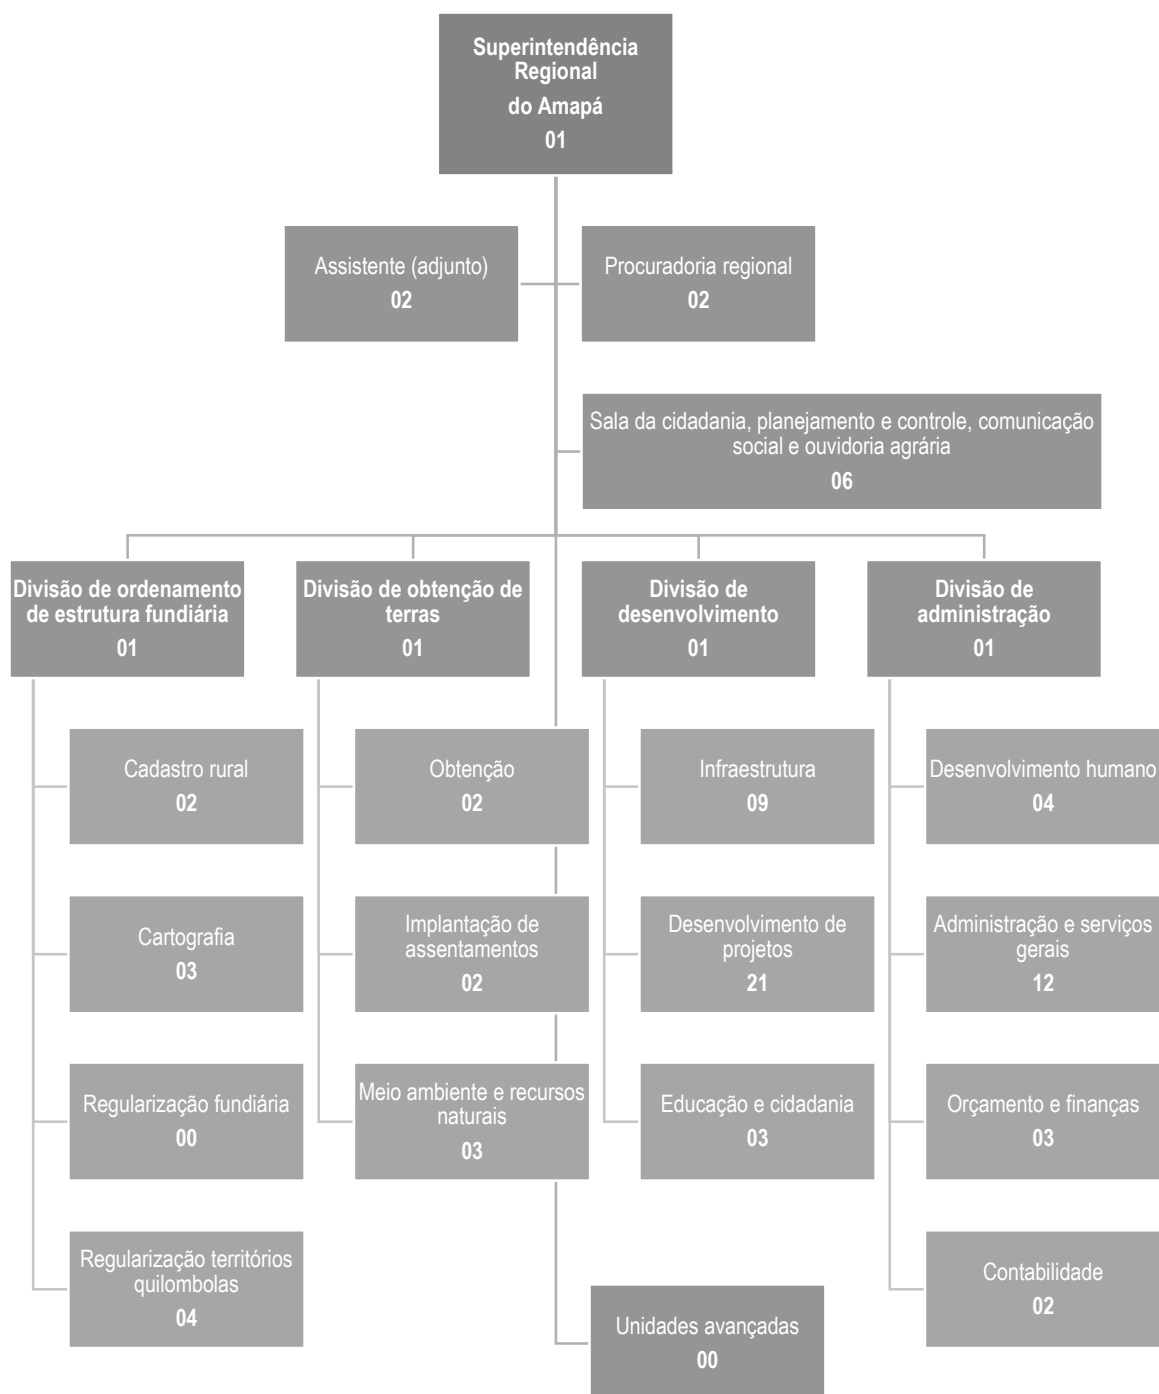 Superintendência
Regional
do Amapá
01
Assistente (adjunto)
02
Procuradoria regional
02
Sala da cidadania, planejamento e controle, comunicação
social e ouvidoria agrária
06
Divisão de ordenamento
de estrutura fundiária
01
Divisão de obtenção de
terras
01
Divisão de
desenvolvimento
01
Divisão de
administração
01
Cadastro rural
02
Obtenção
02
Infraestrutura
09
Desenvolvimento humano
04
Cartografia
03
Implantação de
assentamentos
02
Desenvolvimento de
projetos
21
Administração e serviços
gerais
12
Regularização fundiária
00
Meio ambiente e recursos
naturais
03
Educação e cidadania
03
Orçamento e finanças
03
Regularização territórios
quilombolas
04
Contabilidade
02
Unidades avançadas
00